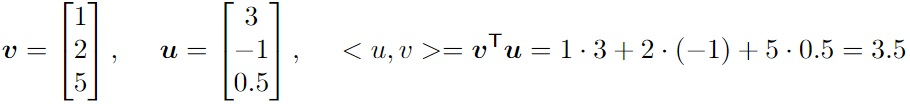 v = [1 2 5], u = [3 −1 0.5], < u, v >= vᵀu = 1 · 3 + 2 · (−1) + 5 · 0.5 = 3.5